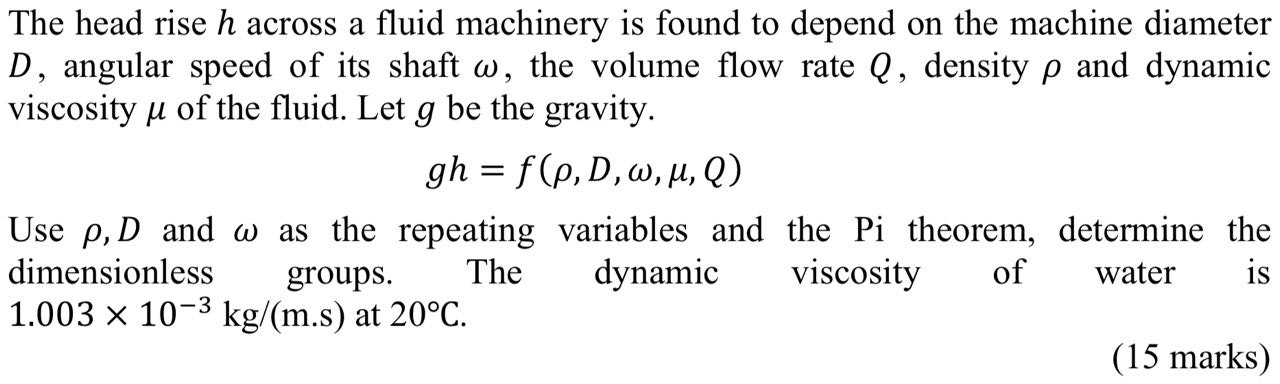 The head rise h across a fluid machinery is found to depend on the machine diameter
D, angular speed of its shaft ω, the volume flow rate Q, density ρ and dynamic
viscosity μ of the fluid. Let g be the gravity.
gh = f(ρ, D, ω, μ, Q)
Use ρ, D and ω as the repeating variables and the Pi theorem, determine the
dimensionless groups. The dynamic viscosity of water is
1.003 × 10⁻³ kg/(m.s) at 20°C.
(15 marks)